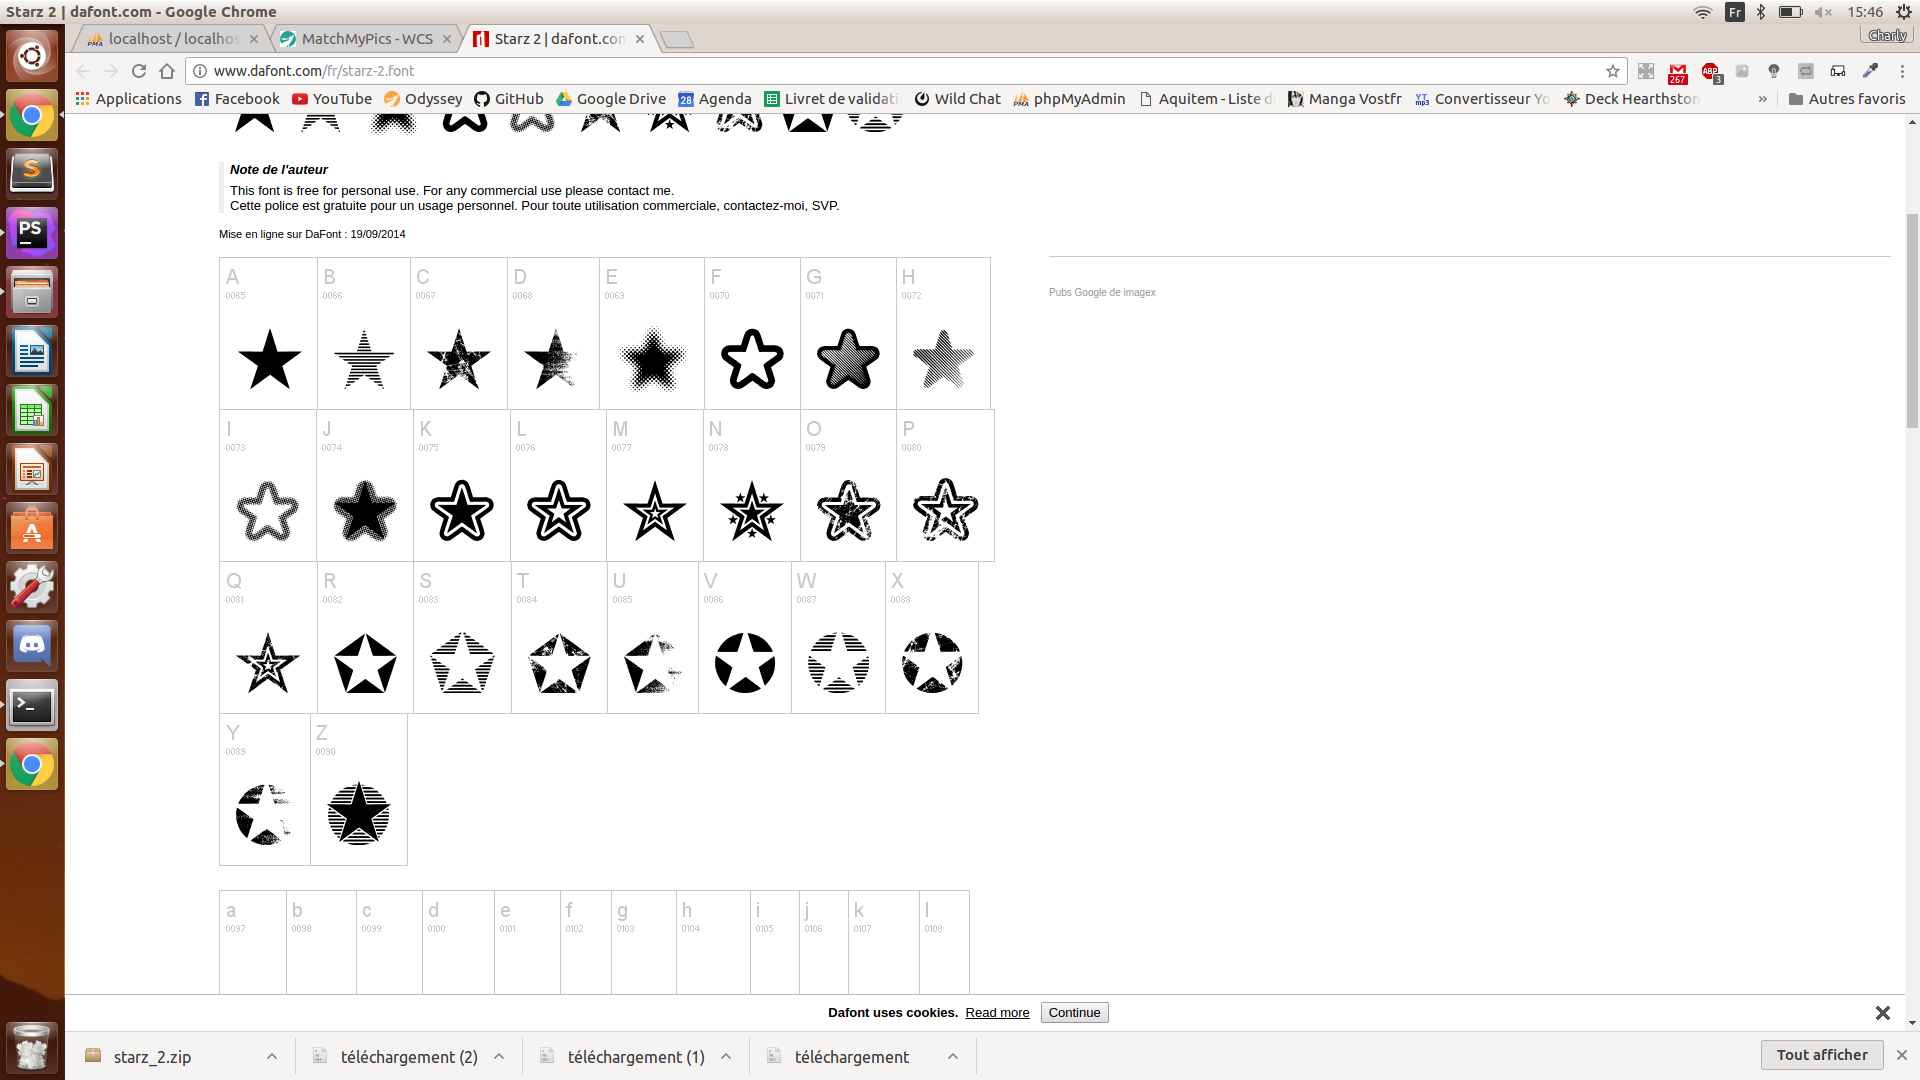 Starz 2 | dafont.com - Google Chrome
Fr
15:46
localhost / localhos
MatchMyPics - WCS
Starz 2 | dafont.con
Charly
www.dafont.com/fr/starz-2.font
267
ABP
3
Applications
Facebook
YouTube
Odyssey
GitHub
Google Drive
28
Agenda
Livret de validati
Wild Chat
phpMyAdmin
Aquitem - Liste d
Manga Vostfr
Convertisseur Yo
Deck Hearthston
»
Autres favoris
Note de l'auteur
This font is free for personal use. For any commercial use please contact me.
Cette police est gratuite pour un usage personnel. Pour toute utilisation commerciale, contactez-moi, SVP.
Mise en ligne sur DaFont : 19/09/2014
Pubs Google de imagex
A B C D E F G H
0065 0066 0067 0068 0069 0070 0071 0072
I J K L M N O P
0073 0074 0075 0076 0077 0078 0079 0080
Q R S T U V W X
0081 0082 0083 0084 0085 0086 0087 0088
Y Z
0089 0090
a b c d e f g h i j k l
0097 0098 0099 0100 0101 0102 0103 0104 0105 0106 0107 0108
Dafont uses cookies. Read more Continue
starz_2.zip
téléchargement (2)
téléchargement (1)
téléchargement
Tout afficher
PS